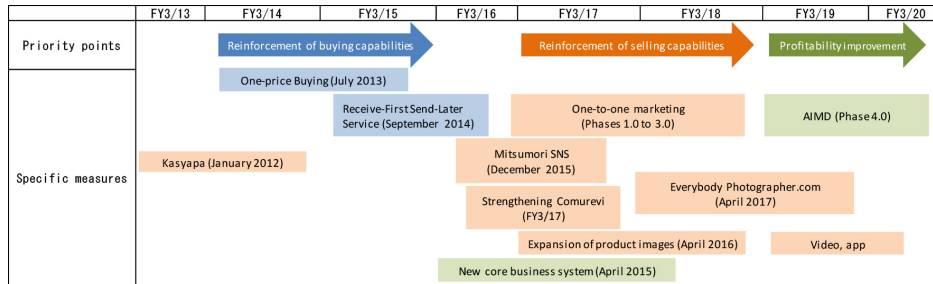 FY3/13 FY3/14 FY3/15 FY3/16 FY3/17 FY3/18 FY3/19 FY3/20
Priority points
Reinforcement of buying capabilities
Reinforcement of selling capabilities
Profitability improvement
Specific measures
One-price Buying (July 2013)
Receive-First Send-Later
Service (September 2014)
One-to-one marketing
(Phases 1.0 to 3.0)
AIMD (Phase 4.0)
Kasyapa (January 2012)
Mitsumori SNS
(December 2015)
Everybody Photographer.com
(April 2017)
Strengthening Comurevi
(FY3/17)
Expansion of product images (April 2016)
Video, app
New core business system (April 2015)